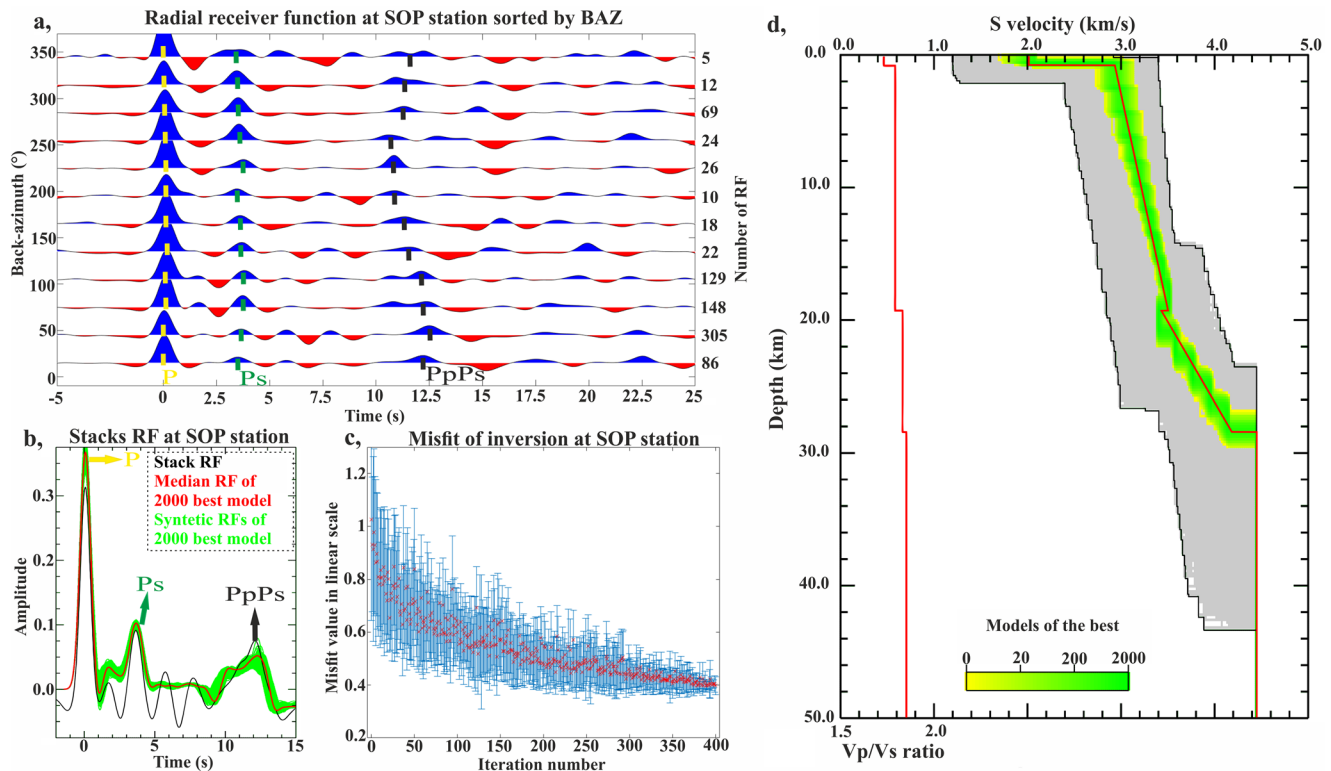 a,
Radial receiver function at SOP station sorted by BAZ
Back-azimuth (°)
350
300
250
200
150
100
50
0
5
12
69
24
26
10
18
22
129
148
305
86
Number of RF
P
Ps
PpPs
-5
-2.5
0
2.5
5
7.5
10
12.5
15
17.5
20
22.5
25
Time (s)
b,
Stacks RF at SOP station
Amplitude
0.3
0.2
0.1
0.0
P
Ps
PpPs
Stack RF
Median RF of
2000 best model
Syntetic RFs of
2000 best model
0
5
10
15
Time (s)
c,
Misfit of inversion at SOP station
Misfit value in linear scale
1.2
1
0.8
0.6
0.4
0.2
0
50
100
150
200
250
300
350
400
Iteration number
d,
S velocity (km/s)
0.0
1.0
2.0
3.0
4.0
5.0
Depth (km)
0.0
10.0
20.0
30.0
40.0
50.0
Models of the best
0
20
200
2000
1.5
2.0
Vp/Vs ratio